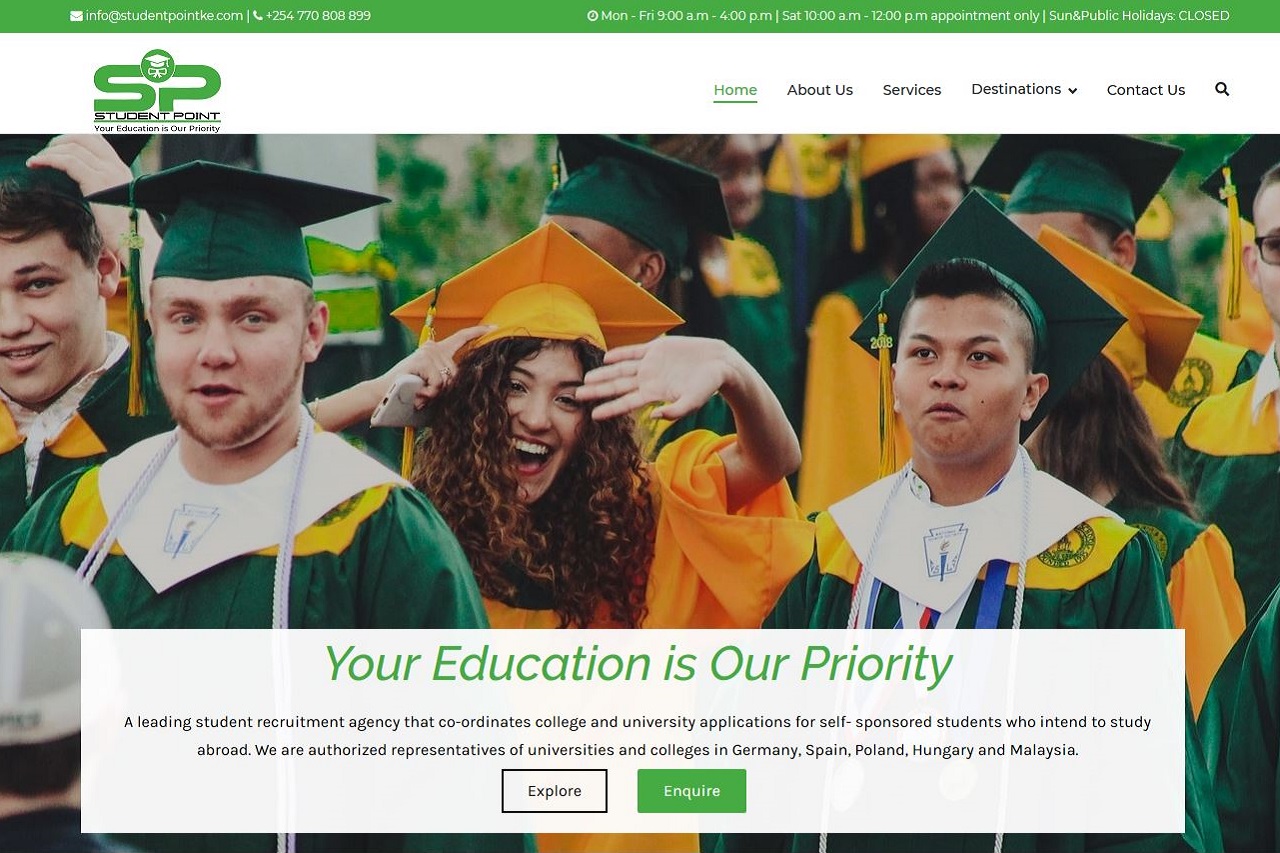 info@studentpointke.com | +254 770 808 899
Mon - Fri 9:00 a.m - 4:00 p.m | Sat 10:00 a.m - 12:00 p.m appointment only | Sun&Public Holidays: CLOSED
SP
STUDENT POINT
Your Education is Our Priority
Home About Us Services Destinations Contact Us
2018
Your Education is Our Priority
A leading student recruitment agency that co-ordinates college and university applications for self- sponsored students who intend to study
abroad. We are authorized representatives of universities and colleges in Germany, Spain, Poland, Hungary and Malaysia.
Explore Enquire